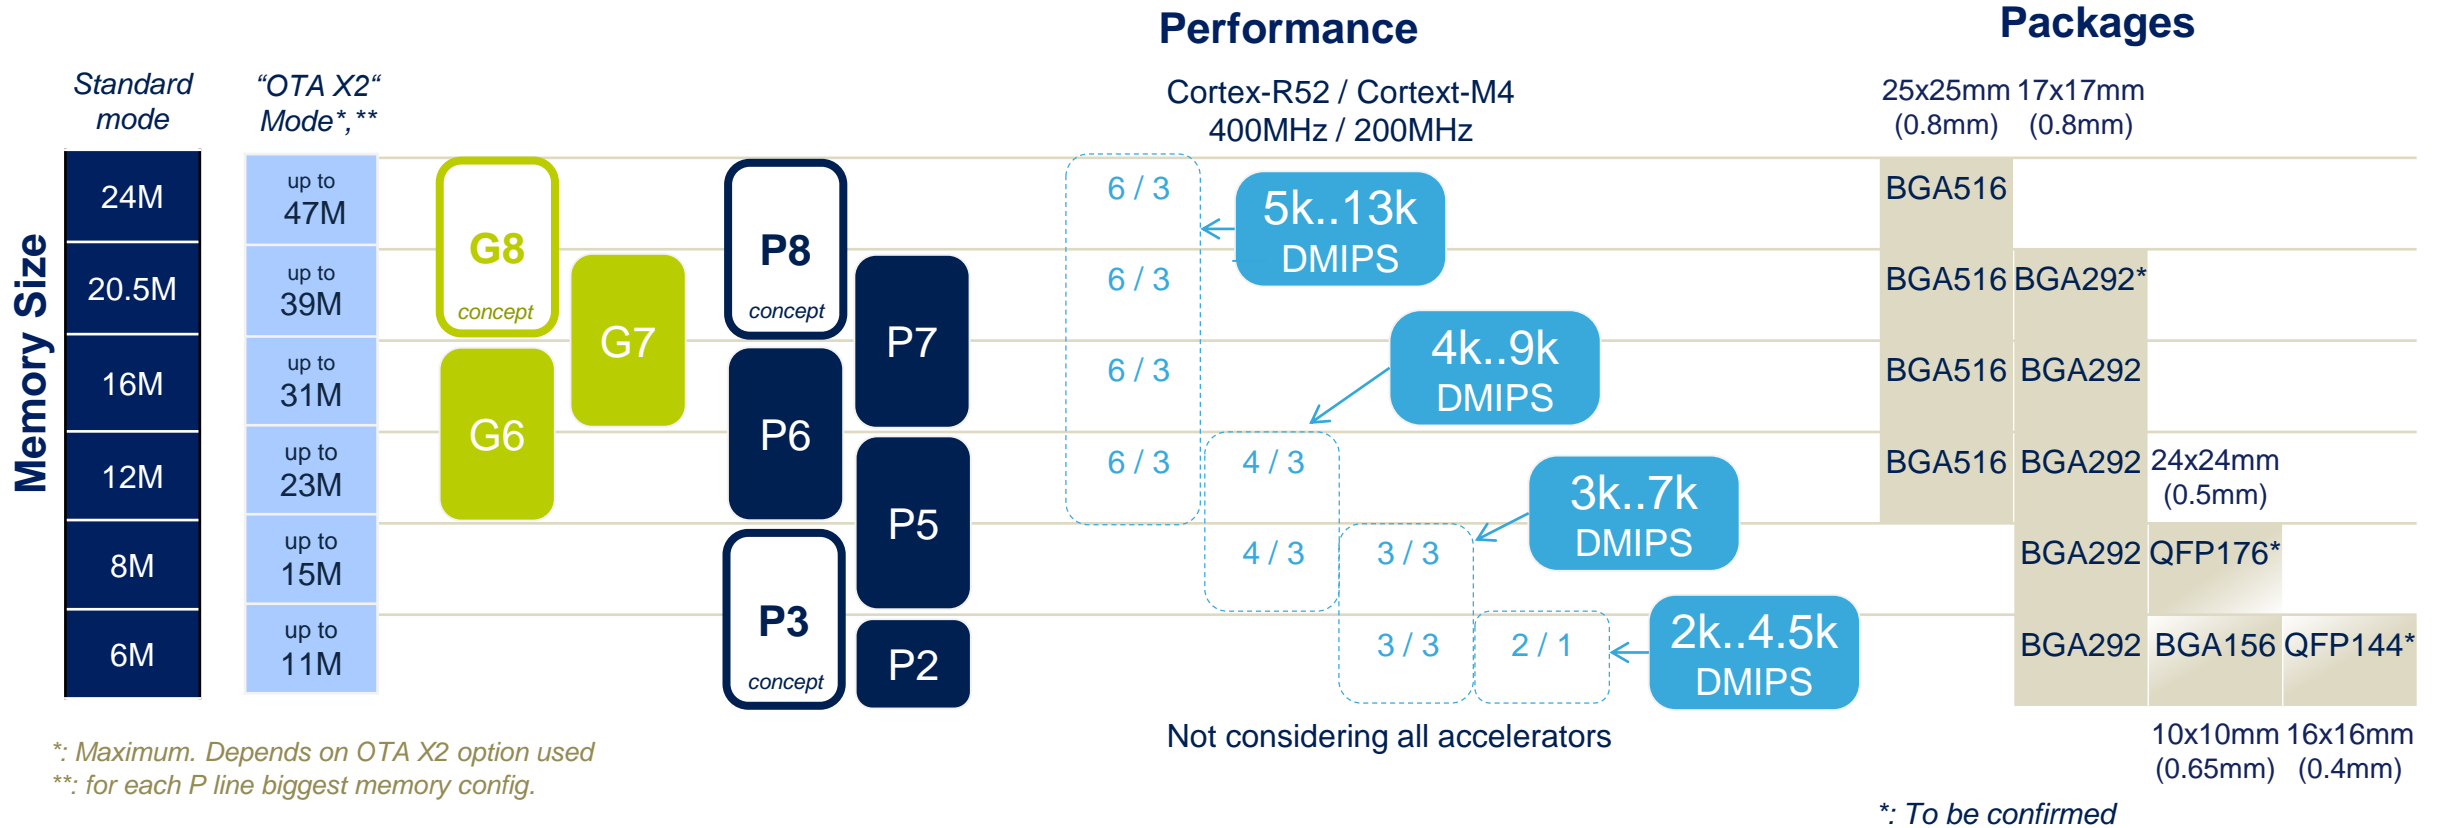 Performance
Packages
Standard
mode
“OTA X2“
Mode*,**
Cortex-R52 / Cortext-M4
400MHz / 200MHz
25x25mm 17x17mm
(0.8mm) (0.8mm)
Memory Size
24M
up to
47M
G8
concept
P8
concept
6 / 3
5k..13k
DMIPS
BGA516
20.5M
up to
39M
G7
P7
6 / 3
BGA516 BGA292*
16M
up to
31M
6 / 3
4k..9k
DMIPS
BGA516 BGA292
G6
P6
12M
up to
23M
6 / 3 4 / 3
BGA516 BGA292 24x24mm
(0.5mm)
3k..7k
DMIPS
P5
8M
up to
15M
4 / 3 3 / 3
BGA292 QFP176*
P3
concept
P2
6M
up to
11M
3 / 3 2 / 1
2k..4.5k
DMIPS
BGA292 BGA156 QFP144*
Not considering all accelerators
10x10mm 16x16mm
(0.65mm) (0.4mm)
*: Maximum. Depends on OTA X2 option used
**: for each P line biggest memory config.
*: To be confirmed